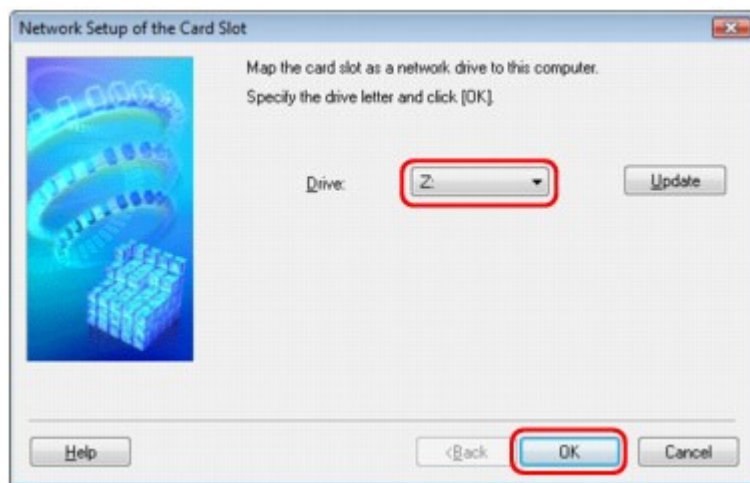 Network Setup of the Card Slot
Map the card slot as a network drive to this computer.
Specify the drive letter and click [OK].
Drive: Z: Update
Help <Back OK Cancel